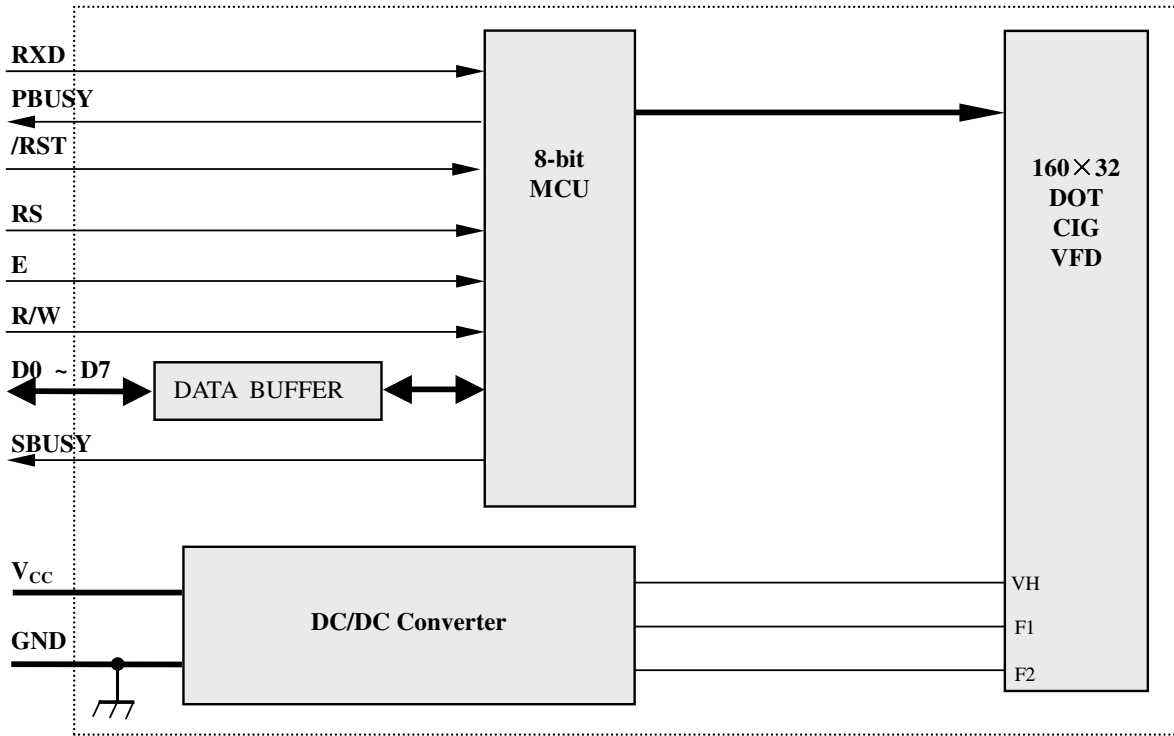 RXD
PBUSY
/RST
RS
E
R/W
D0 ~ D7
SBUSY
VCC
GND
8-bit
MCU
DATA BUFFER
DC/DC Converter
160×32
DOT
CIG
VFD
VH
F1
F2